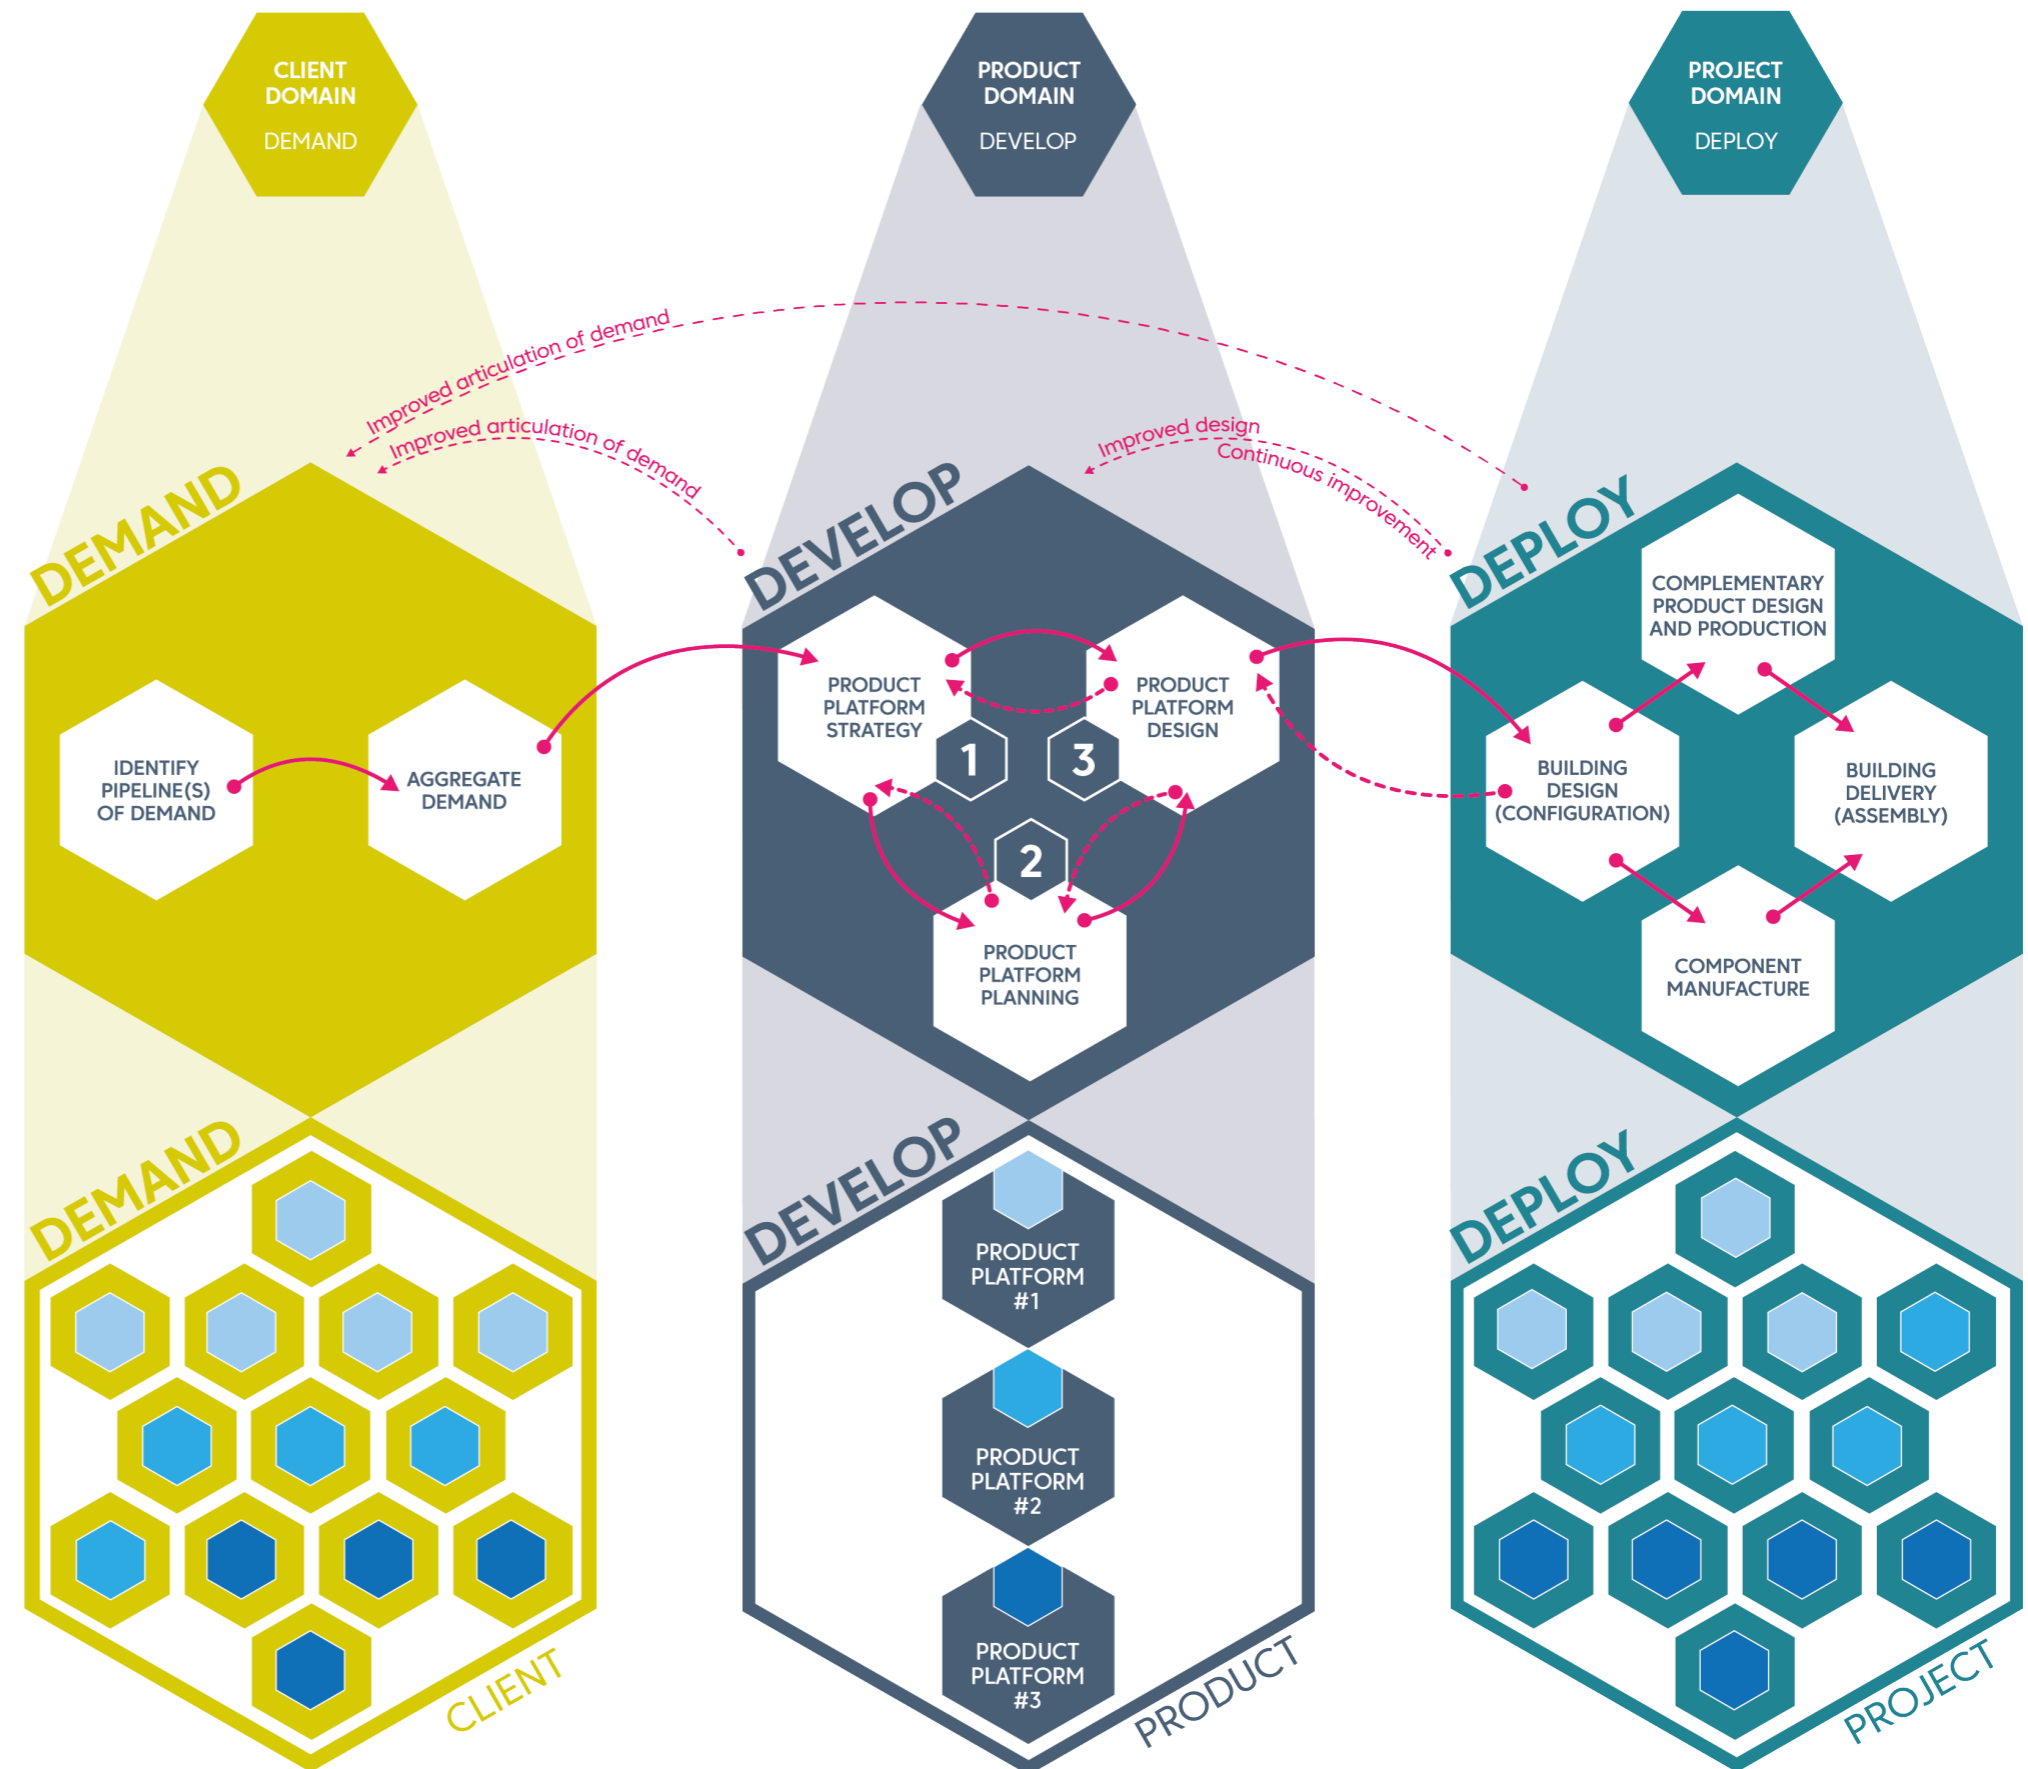 CLIENT
DOMAIN
DEMAND
PRODUCT
DOMAIN
DEVELOP
PROJECT
DOMAIN
DEPLOY
Improved articulation of demand
Improved articulation of demand
Improved design
Continuous improvement
DEMAND
IDENTIFY
PIPELINE(S)
OF DEMAND
AGGREGATE
DEMAND
DEVELOP
PRODUCT
PLATFORM
STRATEGY
1
3
PRODUCT
PLATFORM
DESIGN
2
PRODUCT
PLATFORM
PLANNING
DEPLOY
COMPLEMENTARY
PRODUCT DESIGN
AND PRODUCTION
BUILDING
DESIGN
(CONFIGURATION)
BUILDING
DELIVERY
(ASSEMBLY)
COMPONENT
MANUFACTURE
DEMAND
CLIENT
DEVELOP
PRODUCT
PLATFORM
#1
PRODUCT
PLATFORM
#2
PRODUCT
PLATFORM
#3
PRODUCT
DEPLOY
PROJECT